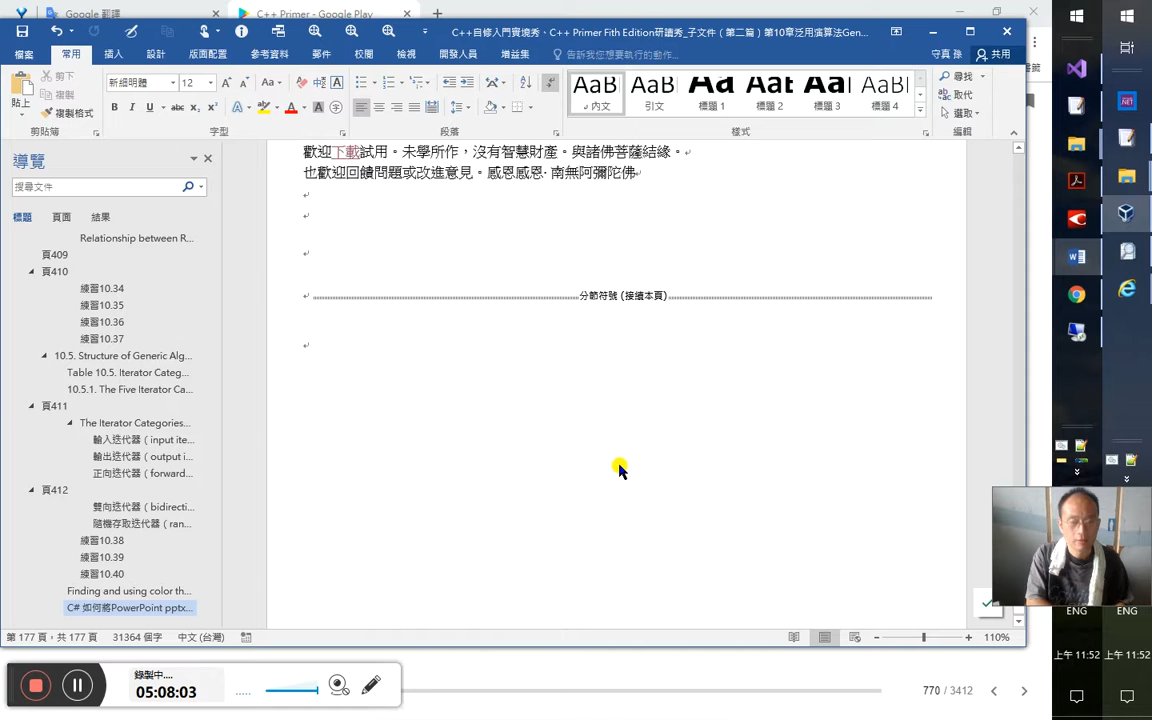 Google 翻譯
C++ Primer - Google Play
C++自修人門實境秀、C++ Primer Fith Edition研讀秀_子文件（第二篇）第10章泛用演算法Gen...
檔案 常用 插入 設計 版面配置 參考資料 郵件 校閱 檢視 開發人員 增益集 告訴我您想要執行的動作... 守真 孫 共用
貼上 剪下 複製 複製格式
新細明體 12
AaBl AaBl AaI AaBl AaBl AaBl
內文 引文 標題 1 標題 2 標題 3 標題 4
尋找 取代 選取
剪貼簿 字型 段落 樣式 編輯
導覽
搜尋文件
標題 頁面 結果
Relationship between R...
頁409
頁410
練習10.34
練習10.35
練習10.36
練習10.37
10.5. Structure of Generic Alg...
Table 10.5. Iterator Categ...
10.5.1. The Five Iterator Ca...
頁411
The Iterator Categories...
輸入迭代器（input ite...
輸出迭代器（output i...
正向迭代器（forward...
頁412
雙向迭代器（bidirecti...
隨機存取迭代器（ran...
練習10.38
練習10.39
練習10.40
Finding and using color th...
C# 如何將PowerPoint pptx...
歡迎下載試用。末學所作，沒有智慧財產。與諸佛菩薩結緣。
也歡迎回饋問題或改進意見。感恩感恩. 南無阿彌陀佛
分節符號 (接續本頁)
第 177 頁，共 177 頁 31364 個字 中文 (台灣) 110%
錄製中...
05:08:03
770 / 3412
ENG ENG
上午 11:52 上午 11:52